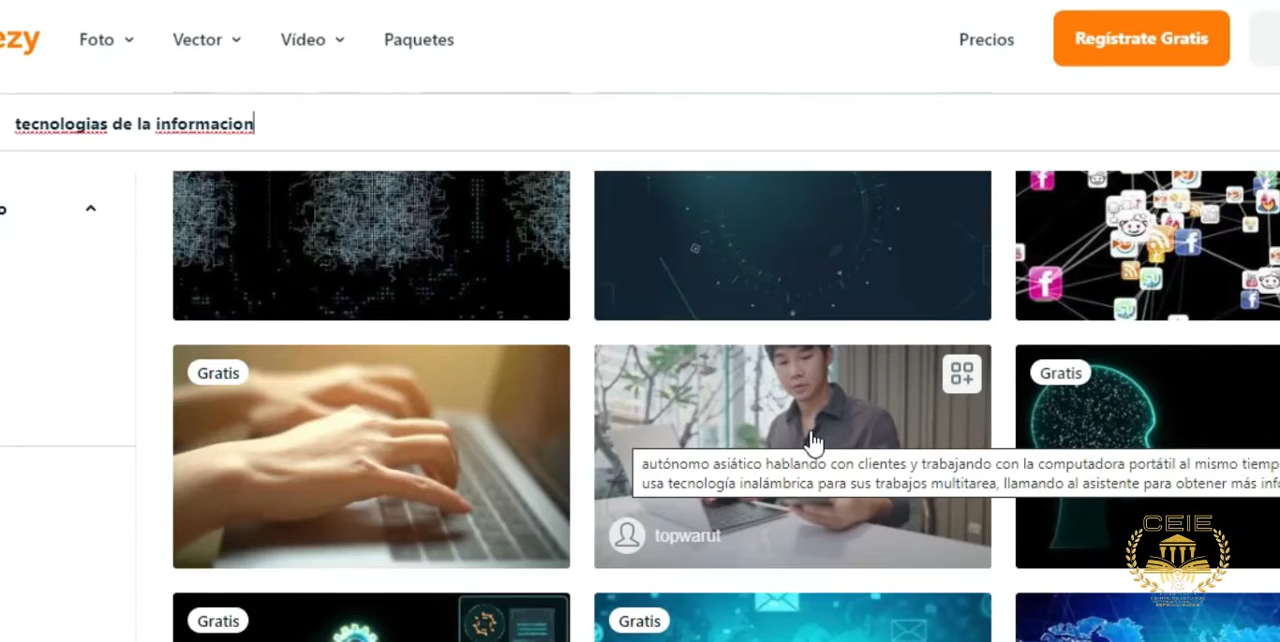 ezy
Foto
Vector
Vídeo
Paquetes
Precios
Regístrate Gratis
tecnologias de la informacion
o
Gratis
Gratis
autónomo asiático hablando con clientes y trabajando con la computadora portátil al mismo tiemp
usa tecnología inalámbrica para sus trabajos multitarea, llamando al asistente para obtener más info
topwarut
CEIE
Gratis
Gratis